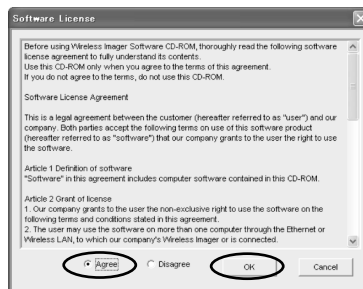 Software License
Before using Wireless Imager Software CD-ROM, thoroughly read the following software
license agreement to fully understand its contents.
Use this CD-ROM only when you agree to the terms of this agreement.
If you do not agree to the terms, do not use this CD-ROM.
Software License Agreement
This is a legal agreement between the customer (hereafter referred to as "user") and our
company. Both parties accept the following terms on use of this software product
(hereafter referred to as "software") that our company grants to the user the right to use
the software.
Article 1 Definition of software
"Software" in this agreement includes computer software contained in this CD-ROM.
Article 2 Grant of license
1. Our company grants to the user the non-exclusive right to use the software on the
following terms and conditions stated in this agreement.
2. The user may use the software on more than one computer through the Ethernet or
Wireless LAN, to which our company's Wireless Imager or is connected.
Agree Disagree OK Cancel